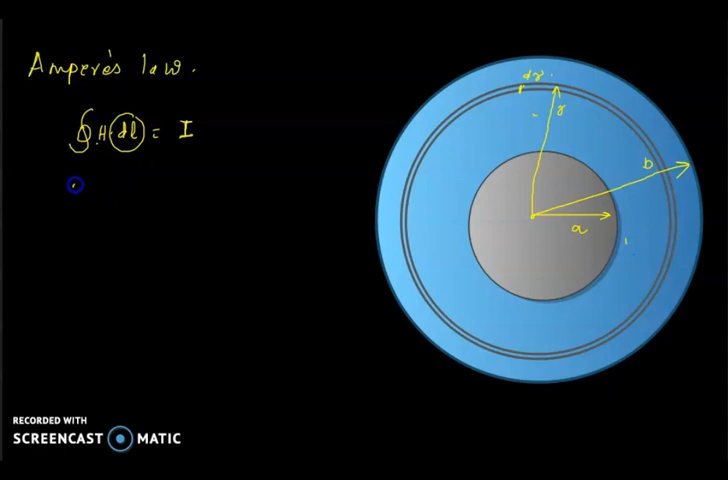 Ampere's law.
∮ H dl = I
dr.
r
b
a
RECORDED WITH
SCREENCAST MATIC